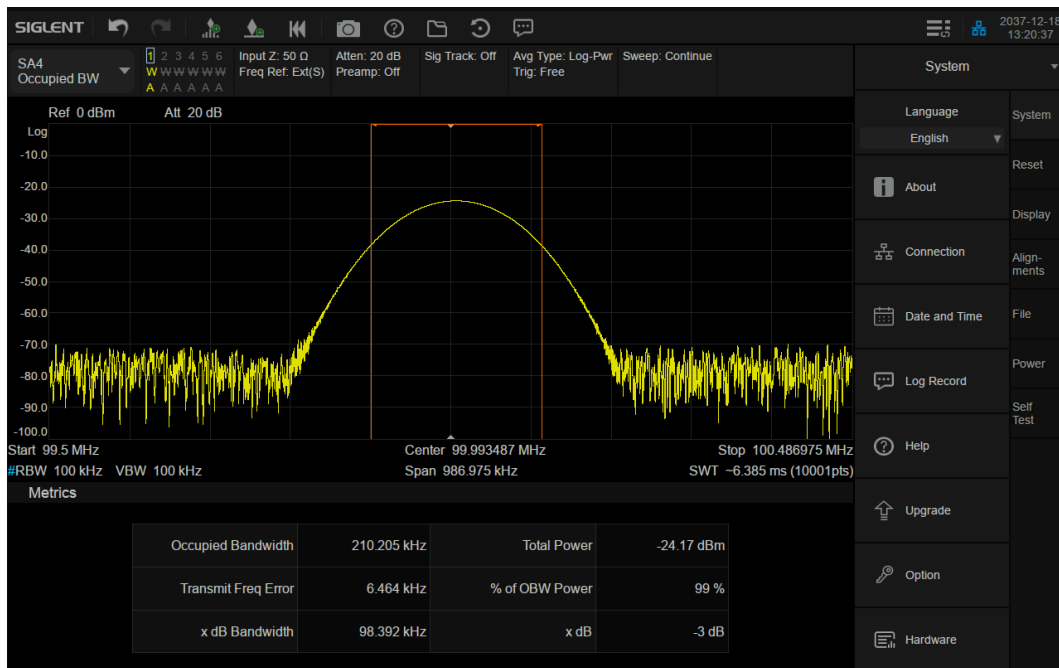 SIGLENT
2037-12-18
13:20:37
SA4
Occupied BW
1 2 3 4 5 6
W W W W W W
A A A A A A
Input Z: 50 Ω
Freq Ref: Ext(S)
Atten: 20 dB
Preamp: Off
Sig Track: Off
Avg Type: Log-Pwr
Trig: Free
Sweep: Continue
System
Ref 0 dBm Att 20 dB
Log
-10.0
-20.0
-30.0
-40.0
-50.0
-60.0
-70.0
-80.0
-90.0
-100.0
Start 99.5 MHz Center 99.993487 MHz Stop 100.486975 MHz
#RBW 100 kHz VBW 100 kHz Span 986.975 kHz SWT ~6.385 ms (10001pts)
Metrics
Occupied Bandwidth 210.205 kHz Total Power -24.17 dBm
Transmit Freq Error 6.464 kHz % of OBW Power 99 %
x dB Bandwidth 98.392 kHz x dB -3 dB
Language
English
About
Connection
Date and Time
Log Record
Help
Upgrade
Option
Hardware
System
Reset
Display
Align-
ments
File
Power
Self
Test